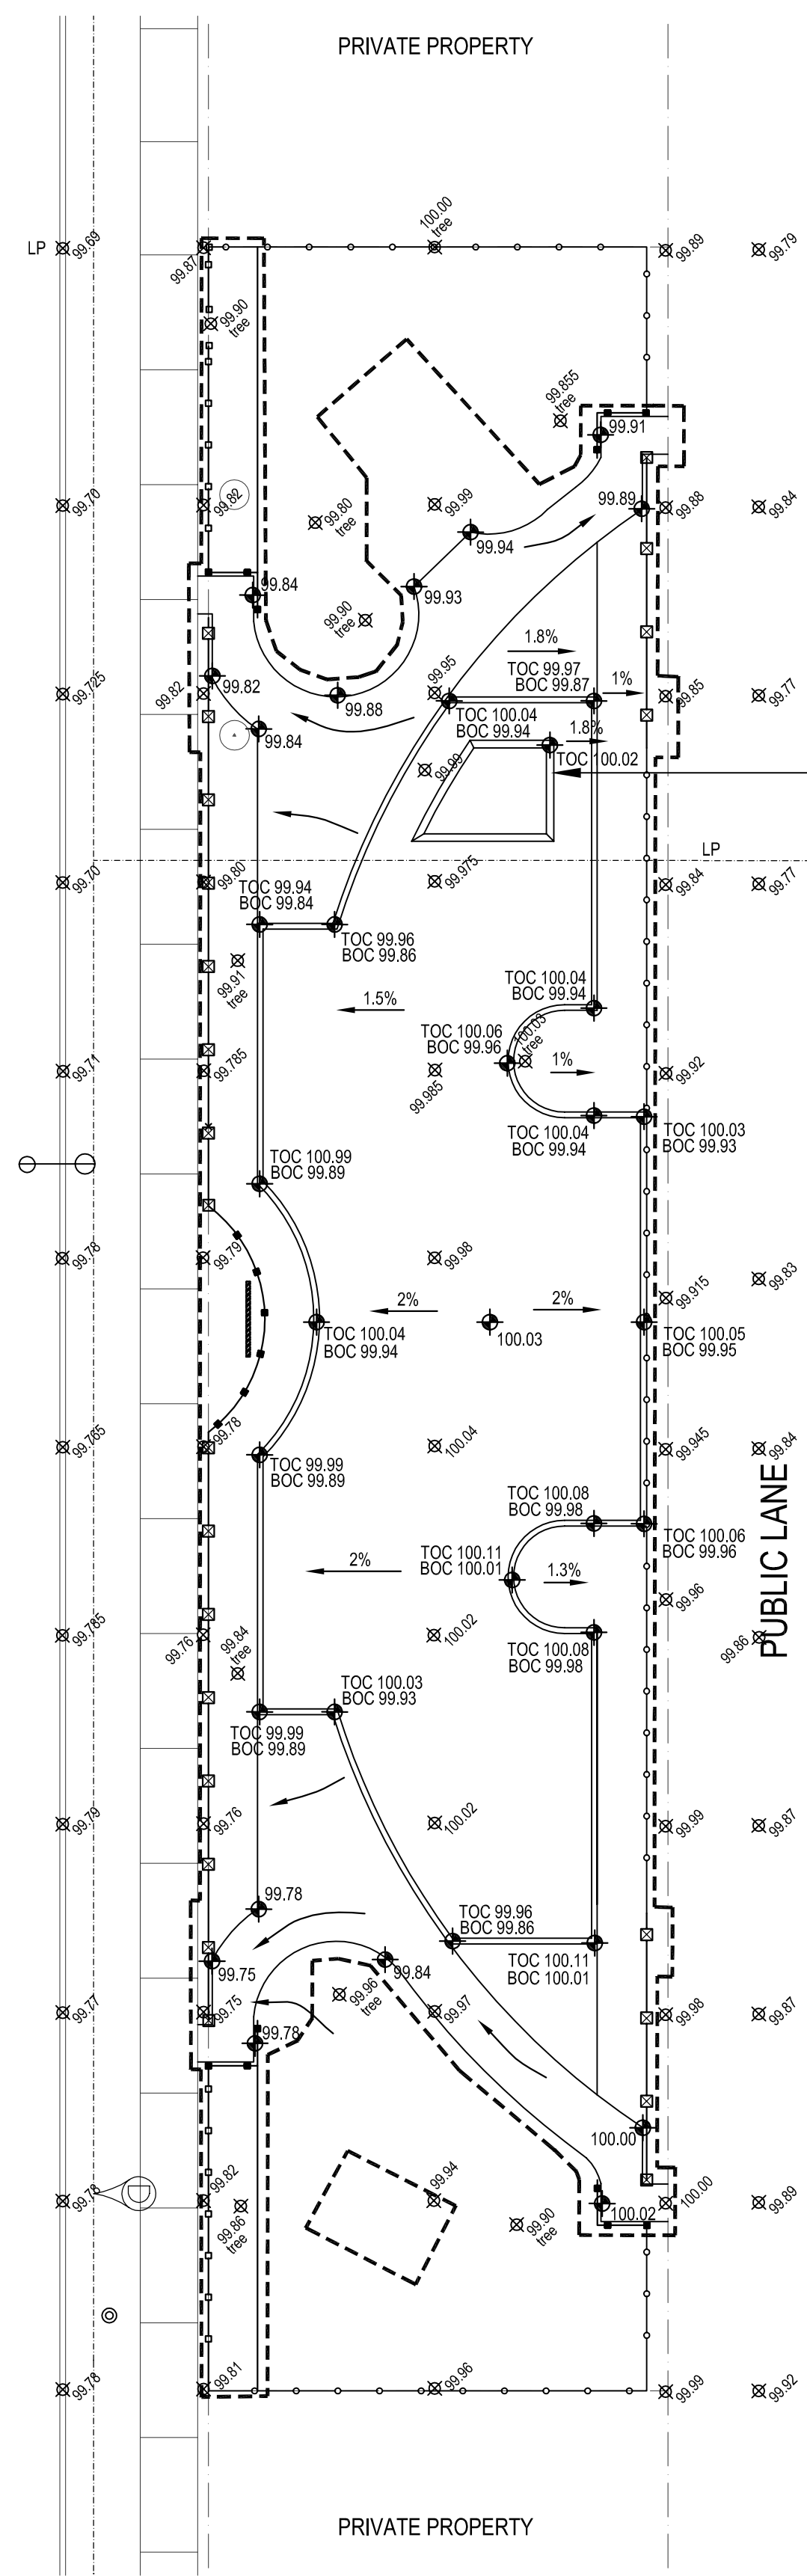 PRIVATE PROPERTY
LP
99.69
99.87
100.00
tree
99.89
99.79
99.90
tree
99.855
tree
99.91
99.70
99.82
99.80
tree
99.99
99.94
99.89
99.88
99.84
99.84
99.93
99.90
tree
1.8%
99.725
99.82
99.82
99.88
99.95
TOC 99.97
BOC 99.87
1%
99.85
99.77
99.84
TOC 100.04
BOC 99.94
1.8%
TOC 100.02
99.99
LP
99.70
99.80
99.975
99.84
99.77
TOC 99.94
BOC 99.84
TOC 99.96
BOC 99.86
99.91
tree
1.5%
TOC 100.04
BOC 99.94
TOC 100.06
BOC 99.96
100.03
tree
1%
99.71
99.785
99.985
99.92
TOC 100.04
BOC 99.94
TOC 100.03
BOC 99.93
TOC 100.99
BOC 99.89
99.78
99.79
99.98
99.915
99.83
2%
2%
TOC 100.04
BOC 99.94
100.03
TOC 100.05
BOC 99.95
99.765
99.78
100.04
99.945
99.84
TOC 99.99
BOC 99.89
TOC 100.08
BOC 99.98
TOC 100.06
BOC 99.96
PUBLIC LANE
2%
TOC 100.11
BOC 100.01
1.3%
99.96
99.785
99.76
99.84
tree
100.02
TOC 100.08
BOC 99.98
99.86
TOC 100.03
BOC 99.93
TOC 99.99
BOC 99.89
99.79
99.76
100.02
99.99
99.87
99.78
TOC 99.96
BOC 99.86
TOC 100.11
BOC 100.01
99.75
99.84
99.77
99.75
99.96
tree
99.97
99.98
99.87
99.78
100.00
99.78
99.82
99.86
tree
99.94
99.90
tree
100.02
100.00
99.89
99.78
99.81
99.96
99.99
99.92
PRIVATE PROPERTY